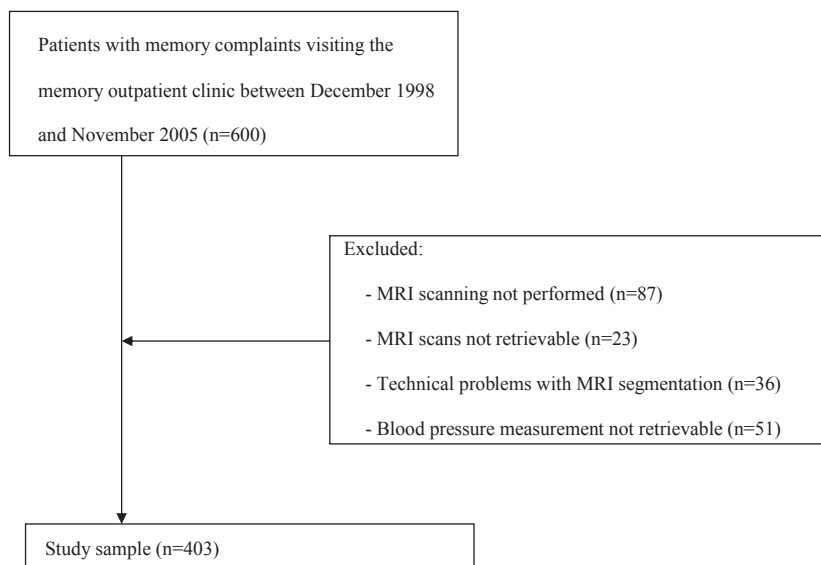 Patients with memory complaints visiting the
memory outpatient clinic between December 1998
and November 2005 (n=600)
Excluded:
- MRI scanning not performed (n=87)
- MRI scans not retrievable (n=23)
- Technical problems with MRI segmentation (n=36)
- Blood pressure measurement not retrievable (n=51)
Study sample (n=403)